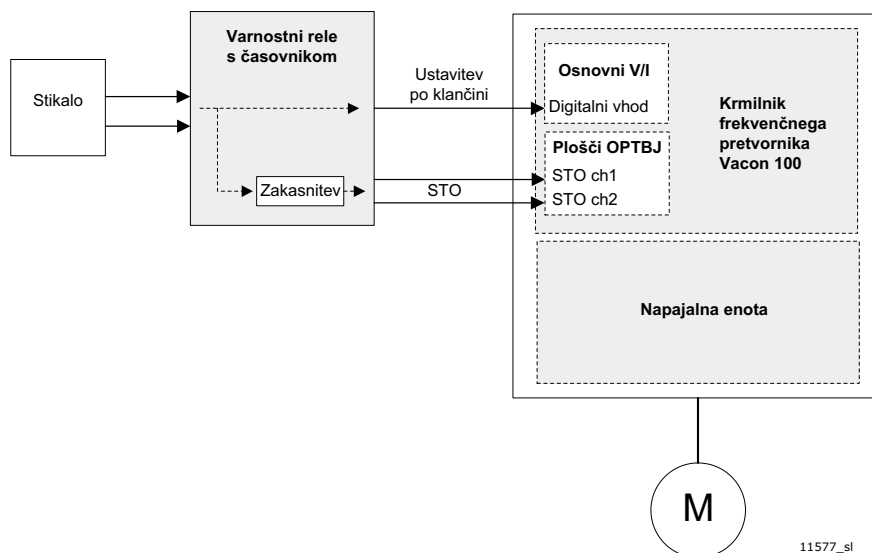 Stikalo
Varnostni rele
s časovnikom
Zakasnitev
Ustavitev
po klančini
STO
Osnovni V/I
Digitalni vhod
Plošči OPTBJ
STO ch1
STO ch2
Krmilnik
frekvenčnega
pretvornika
Vacon 100
Napajalna enota
M
11577_sl